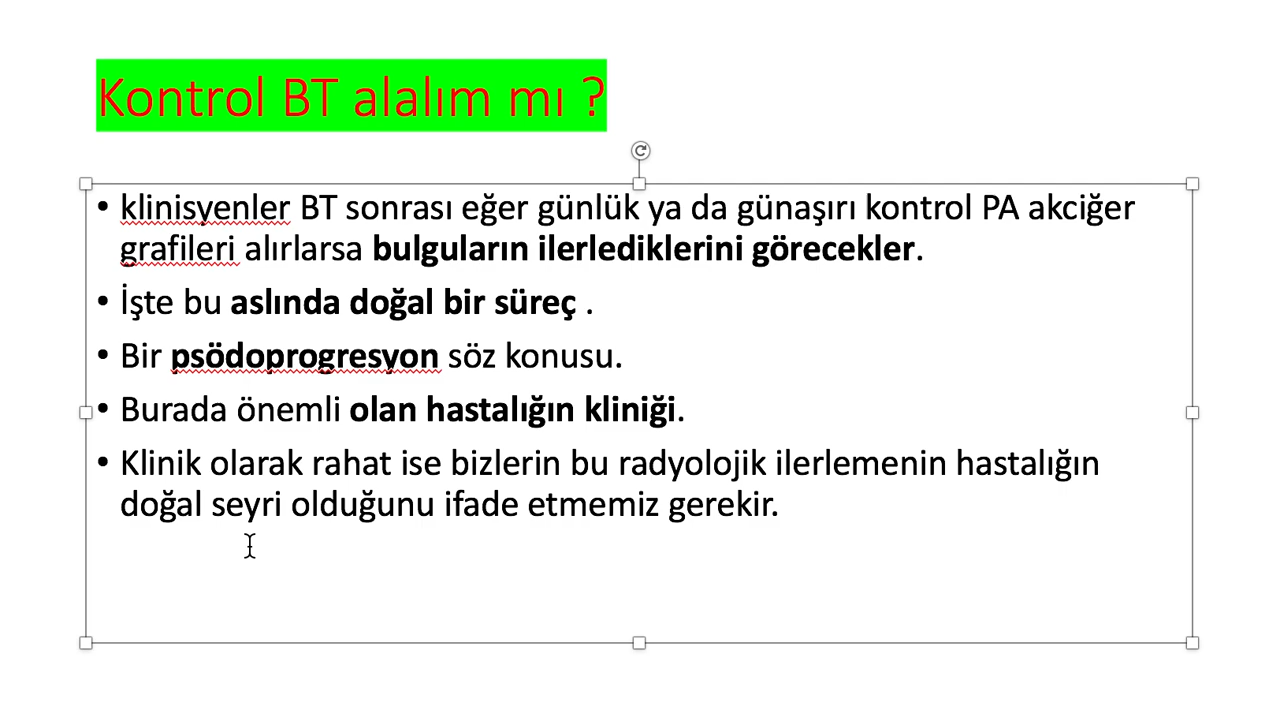 Kontrol BT alalım mı ?
• klinisyenler BT sonrası eğer günlük ya da günaşırı kontrol PA akciğer
grafileri alırlarsa bulguların ilerlediklerini görecekler.
• İşte bu aslında doğal bir süreç .
• Bir psödoprogresyon söz konusu.
• Burada önemli olan hastalığın kliniği.
• Klinik olarak rahat ise bizlerin bu radyolojik ilerlemenin hastalığın
doğal seyri olduğunu ifade etmemiz gerekir.